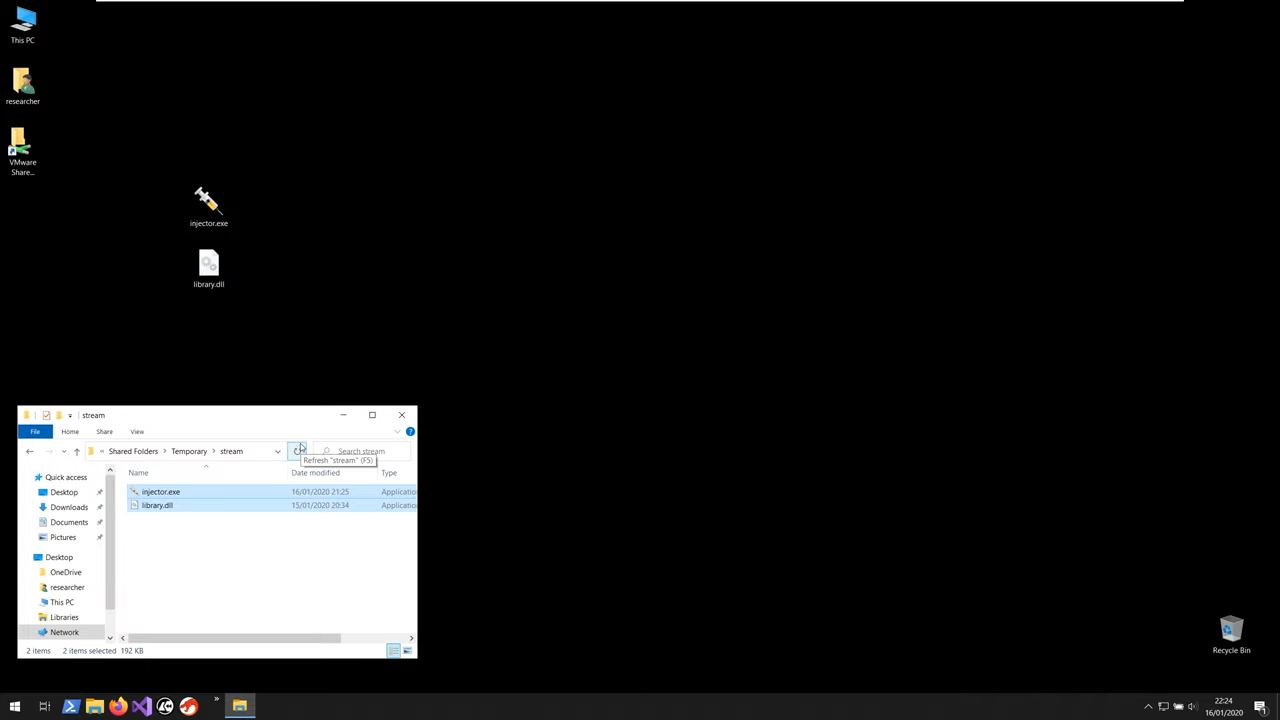 This PC
researcher
VMware
Share...
injector.exe
library.dll
stream
File
Home
Share
View
Shared Folders
Temporary
stream
Search stream
Refresh "stream" (F5)
Name
Date modified
Type
Quick access
Desktop
Downloads
Documents
Pictures
Desktop
OneDrive
researcher
This PC
Libraries
Network
injector.exe
16/01/2020 21:25
Applicatio
library.dll
15/01/2020 20:34
Applicatio
2 items
2 items selected
192 KB
Recycle Bin
22:24
16/01/2020